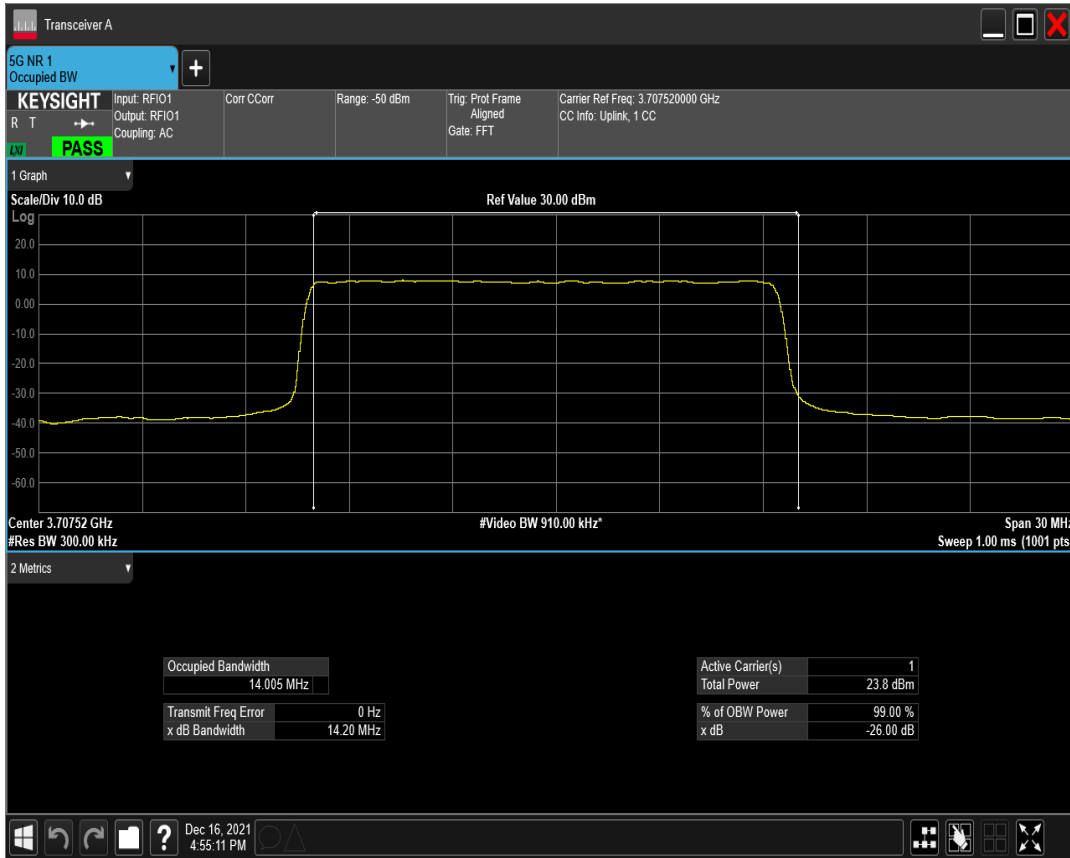 Transceiver A
5G NR 1
Occupied BW
KEYSIGHT
R T
LXI
PASS
Input: RFIO1
Output: RFIO1
Coupling: AC
Corr CCorr
Range: -50 dBm
Trig: Prot Frame
Aligned
Gate: FFT
Carrier Ref Freq: 3.707520000 GHz
CC Info: Uplink, 1 CC
1 Graph
Scale/Div 10.0 dB
Ref Value 30.00 dBm
Log
20.0
10.0
0.00
-10.0
-20.0
-30.0
-40.0
-50.0
-60.0
Center 3.70752 GHz
#Video BW 910.00 kHz*
Span 30 MHz
#Res BW 300.00 kHz
Sweep 1.00 ms (1001 pts
2 Metrics
Occupied Bandwidth
14.005 MHz
Transmit Freq Error 0 Hz
x dB Bandwidth 14.20 MHz
Active Carrier(s) 1
Total Power 23.8 dBm
% of OBW Power 99.00 %
x dB -26.00 dB
?
Dec 16, 2021
4:55:11 PM